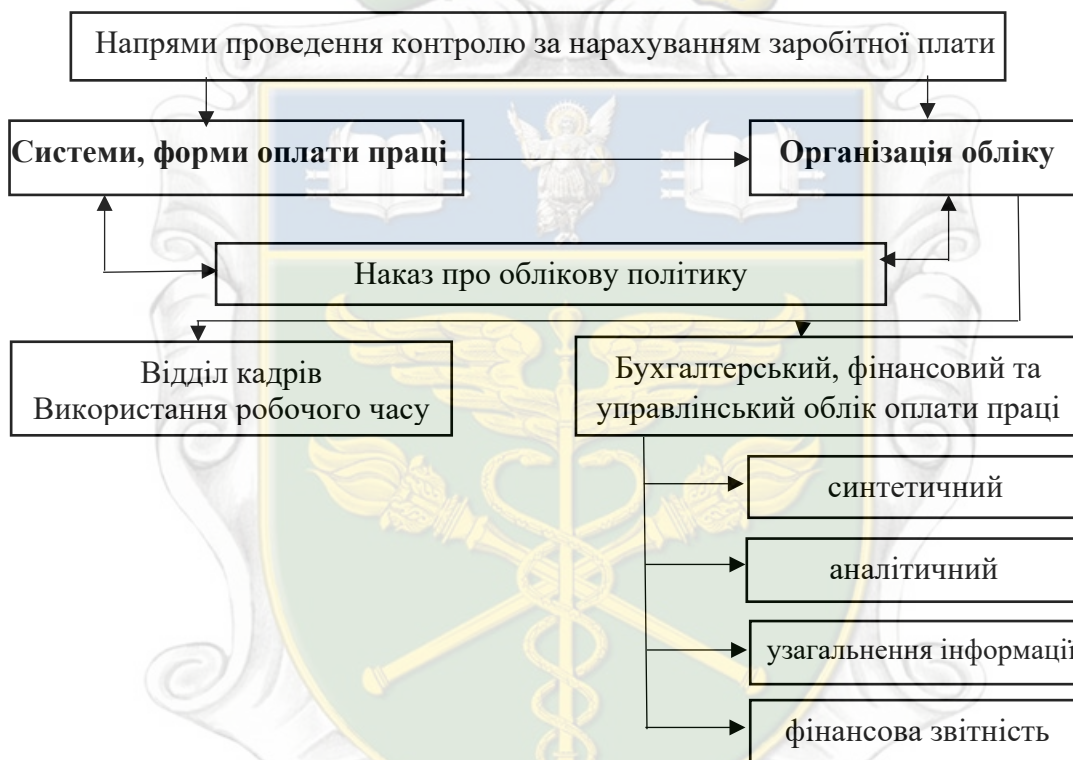 Напрями проведення контролю за нарахуванням заробітної плати
Системи, форми оплати праці
Організація обліку
Наказ про облікову політику
Відділ кадрів
Використання робочого часу
Бухгалтерський, фінансовий та
управлінський облік оплати праці
синтетичний
аналітичний
узагальнення інформації
фінансова звітність